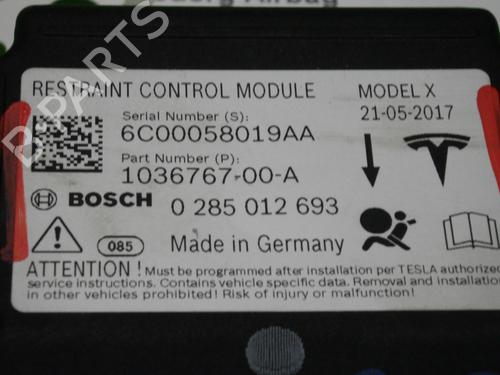 RESTRAINT CONTROL MODULE
MODEL X
21-05-2017
Serial Number (S):
6C00058019AA
Part Number (P):
1036767-00-A
BOSCH 0 285 012 693
085 Made in Germany
ATTENTION! Must be programmed after installation per TESLA authorized
service instructions. Contains vehicle specific data. Removal and installation
in other vehicles prohibited! Risk of injury or malfunction!
B-PARTS